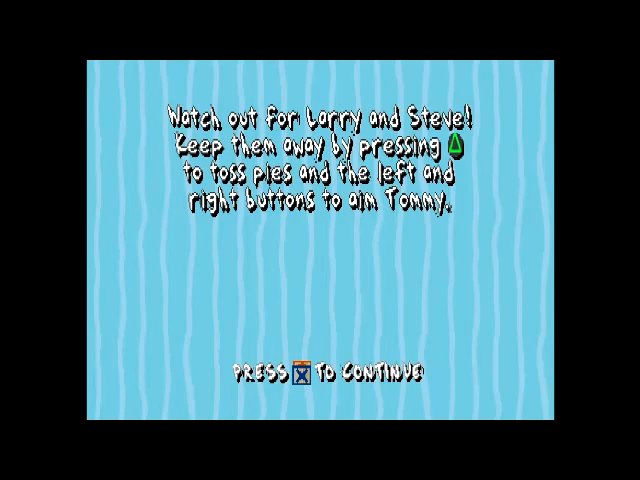 Watch out for Larry and Steve!
Keep them away by pressing △
to toss pies and the left and
right buttons to aim Tommy.
PRESS X TO CONTINUE